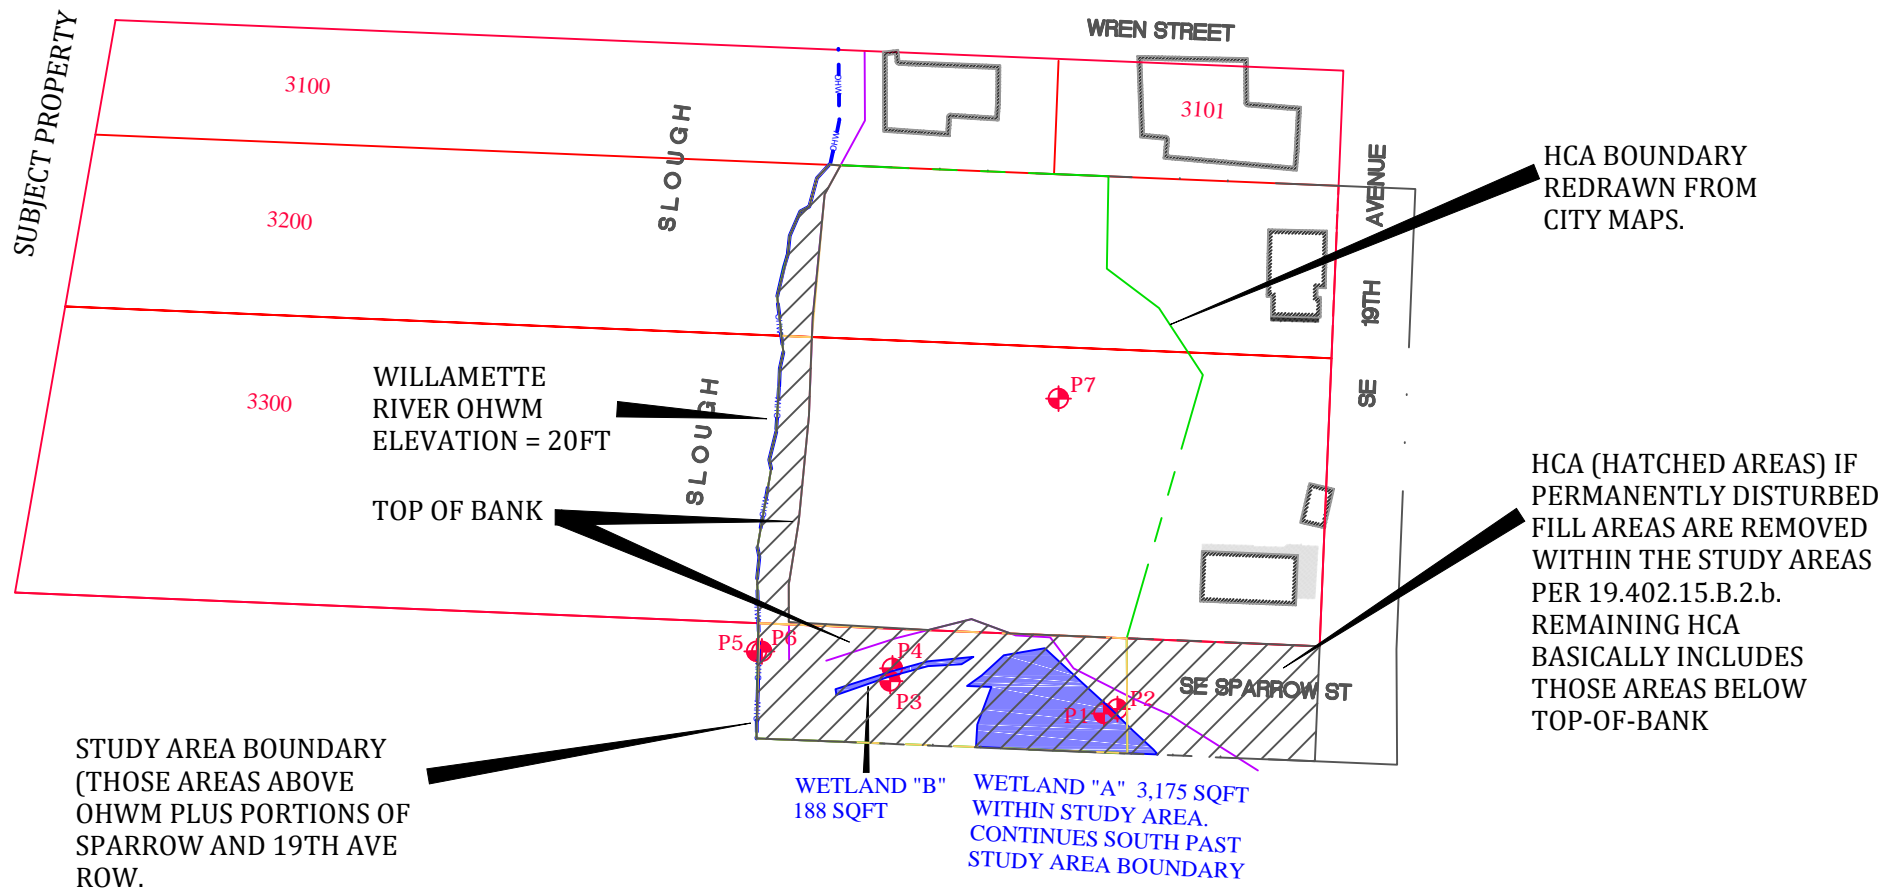 WREN STREET
SUBJECT PROPERTY
3100
3101
SLOUGH
HCA BOUNDARY
REDRAWN FROM
CITY MAPS.
3200
SE 19TH AVENUE
WILLAMETTE
RIVER OHWM
ELEVATION = 20FT
P7
3300
SLOUGH
HCA (HATCHED AREAS) IF
PERMANENTLY DISTURBED
FILL AREAS ARE REMOVED
WITHIN THE STUDY AREAS
PER 19.402.15.B.2.b.
REMAINING HCA
BASICALLY INCLUDES
THOSE AREAS BELOW
TOP-OF-BANK
TOP OF BANK
P5
P6
P4
P3
P1
P2
SE SPARROW ST
STUDY AREA BOUNDARY
(THOSE AREAS ABOVE
OHWM PLUS PORTIONS OF
SPARROW AND 19TH AVE
ROW.
WETLAND "B"
188 SQFT
WETLAND "A" 3,175 SQFT
WITHIN STUDY AREA.
CONTINUES SOUTH PAST
STUDY AREA BOUNDARY
OHW
OHW